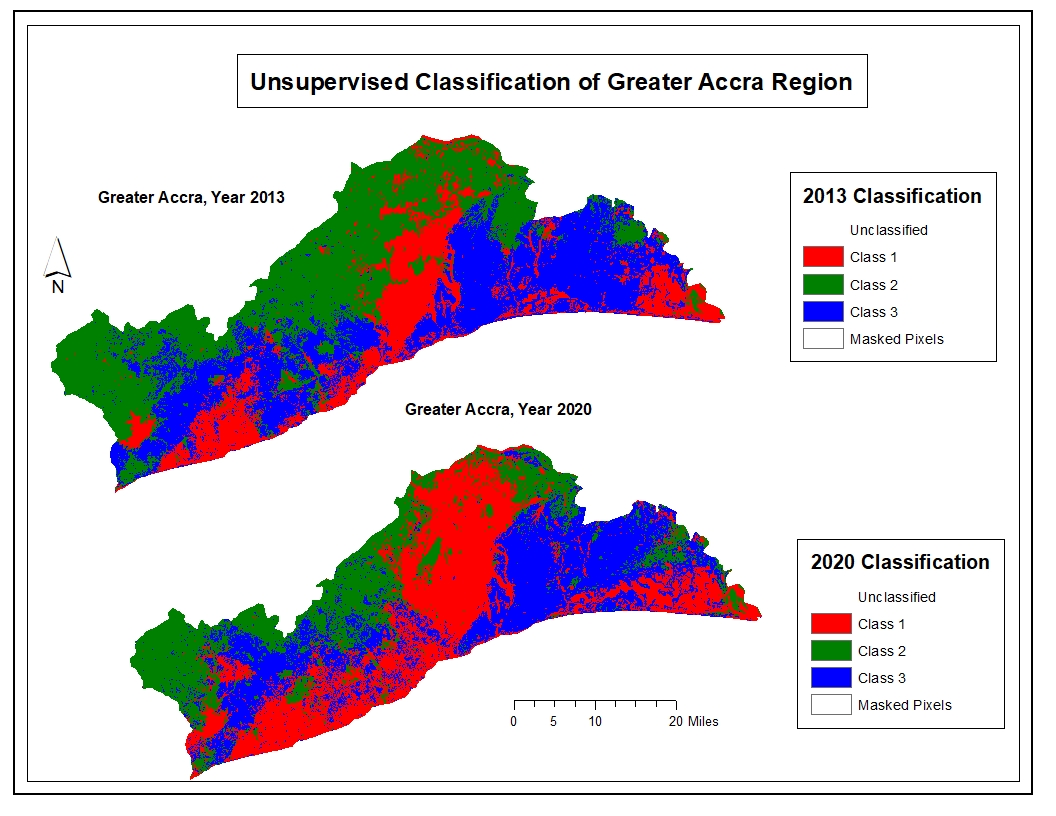 Unsupervised Classification of Greater Accra Region
Greater Accra, Year 2013
N
2013 Classification
Unclassified
Class 1
Class 2
Class 3
Masked Pixels
Greater Accra, Year 2020
2020 Classification
Unclassified
Class 1
Class 2
Class 3
Masked Pixels
0 5 10 20 Miles